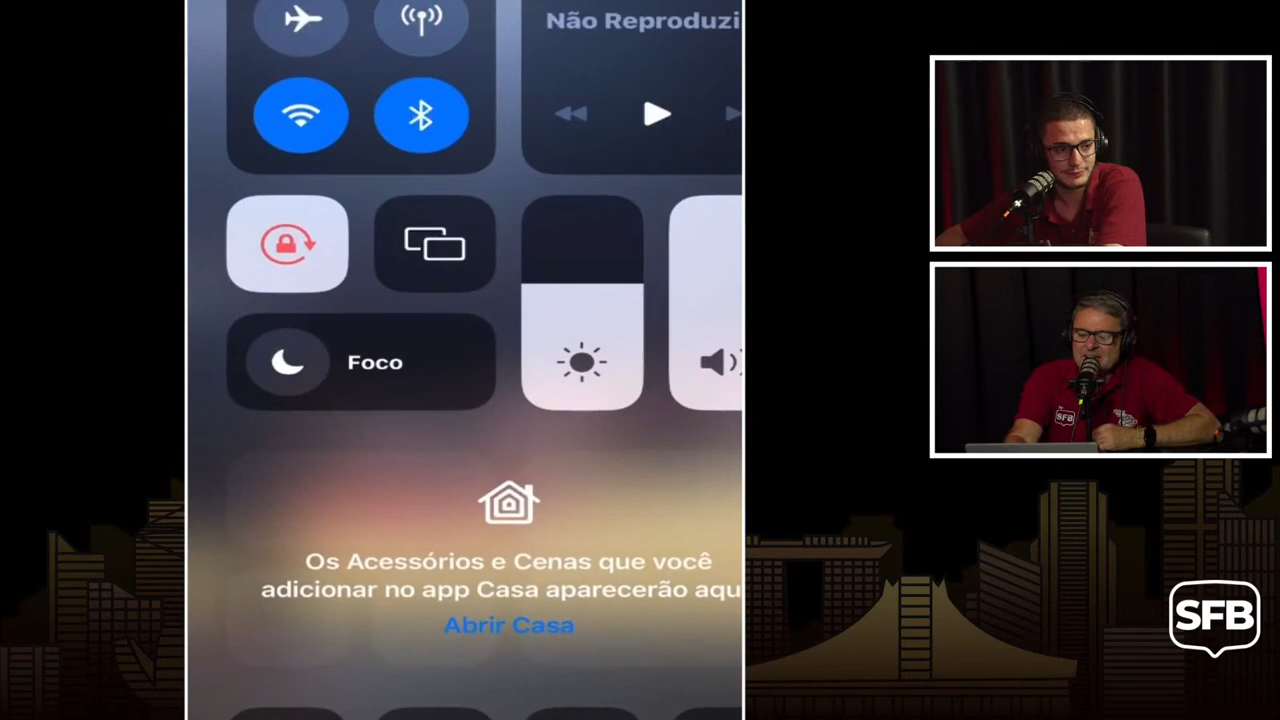 Não Reproduzi
Foco
Os Acessórios e Cenas que você
adicionar no app Casa aparecerão aqu
Abrir Casa
SFB
SFB